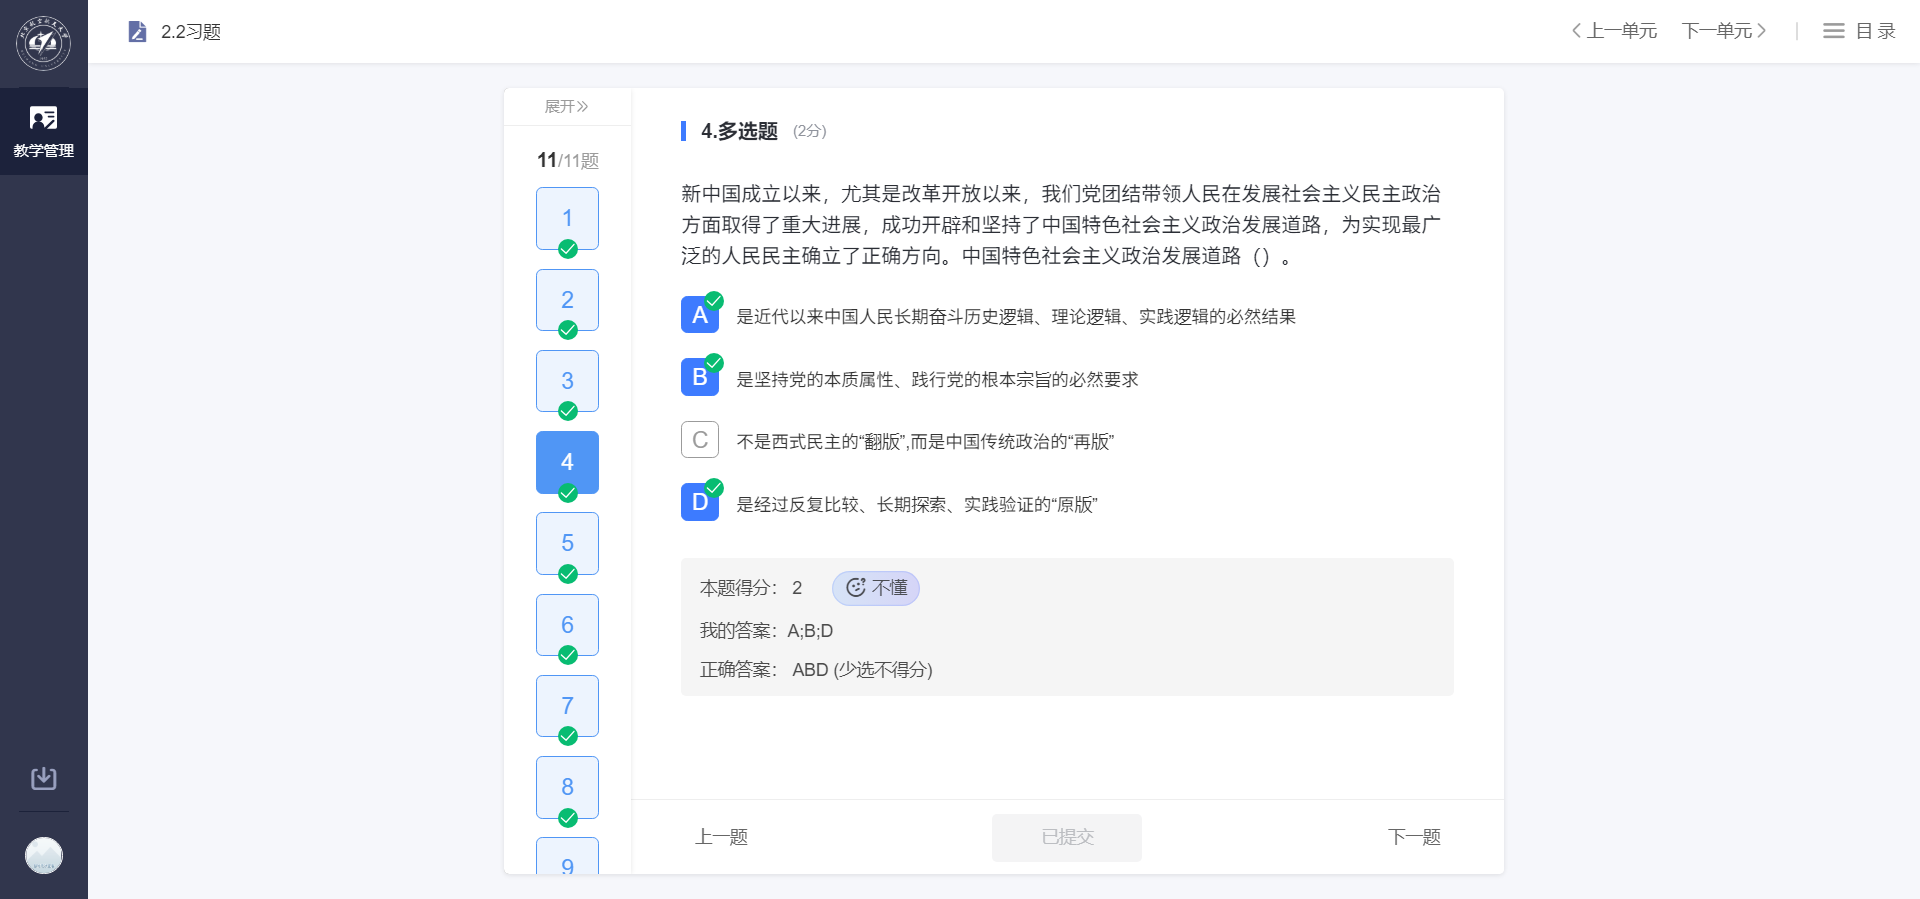 2.2习题
上一单元
下一单元
目录
教学管理
展开
11/11题
1
2
3
4
5
6
7
8
9
4.多选题 (2分)
新中国成立以来，尤其是改革开放以来，我们党团结带领人民在发展社会主义民主政治
方面取得了重大进展，成功开辟和坚持了中国特色社会主义政治发展道路，为实现最广
泛的人民民主确立了正确方向。中国特色社会主义政治发展道路（）。
A 是近代以来中国人民长期奋斗历史逻辑、理论逻辑、实践逻辑的必然结果
B 是坚持党的本质属性、践行党的根本宗旨的必然要求
C 不是西式民主的“翻版”,而是中国传统政治的“再版”
D 是经过反复比较、长期探索、实践验证的“原版”
本题得分： 2 不懂
我的答案：A;B;D
正确答案： ABD (少选不得分)
上一题
已提交
下一题